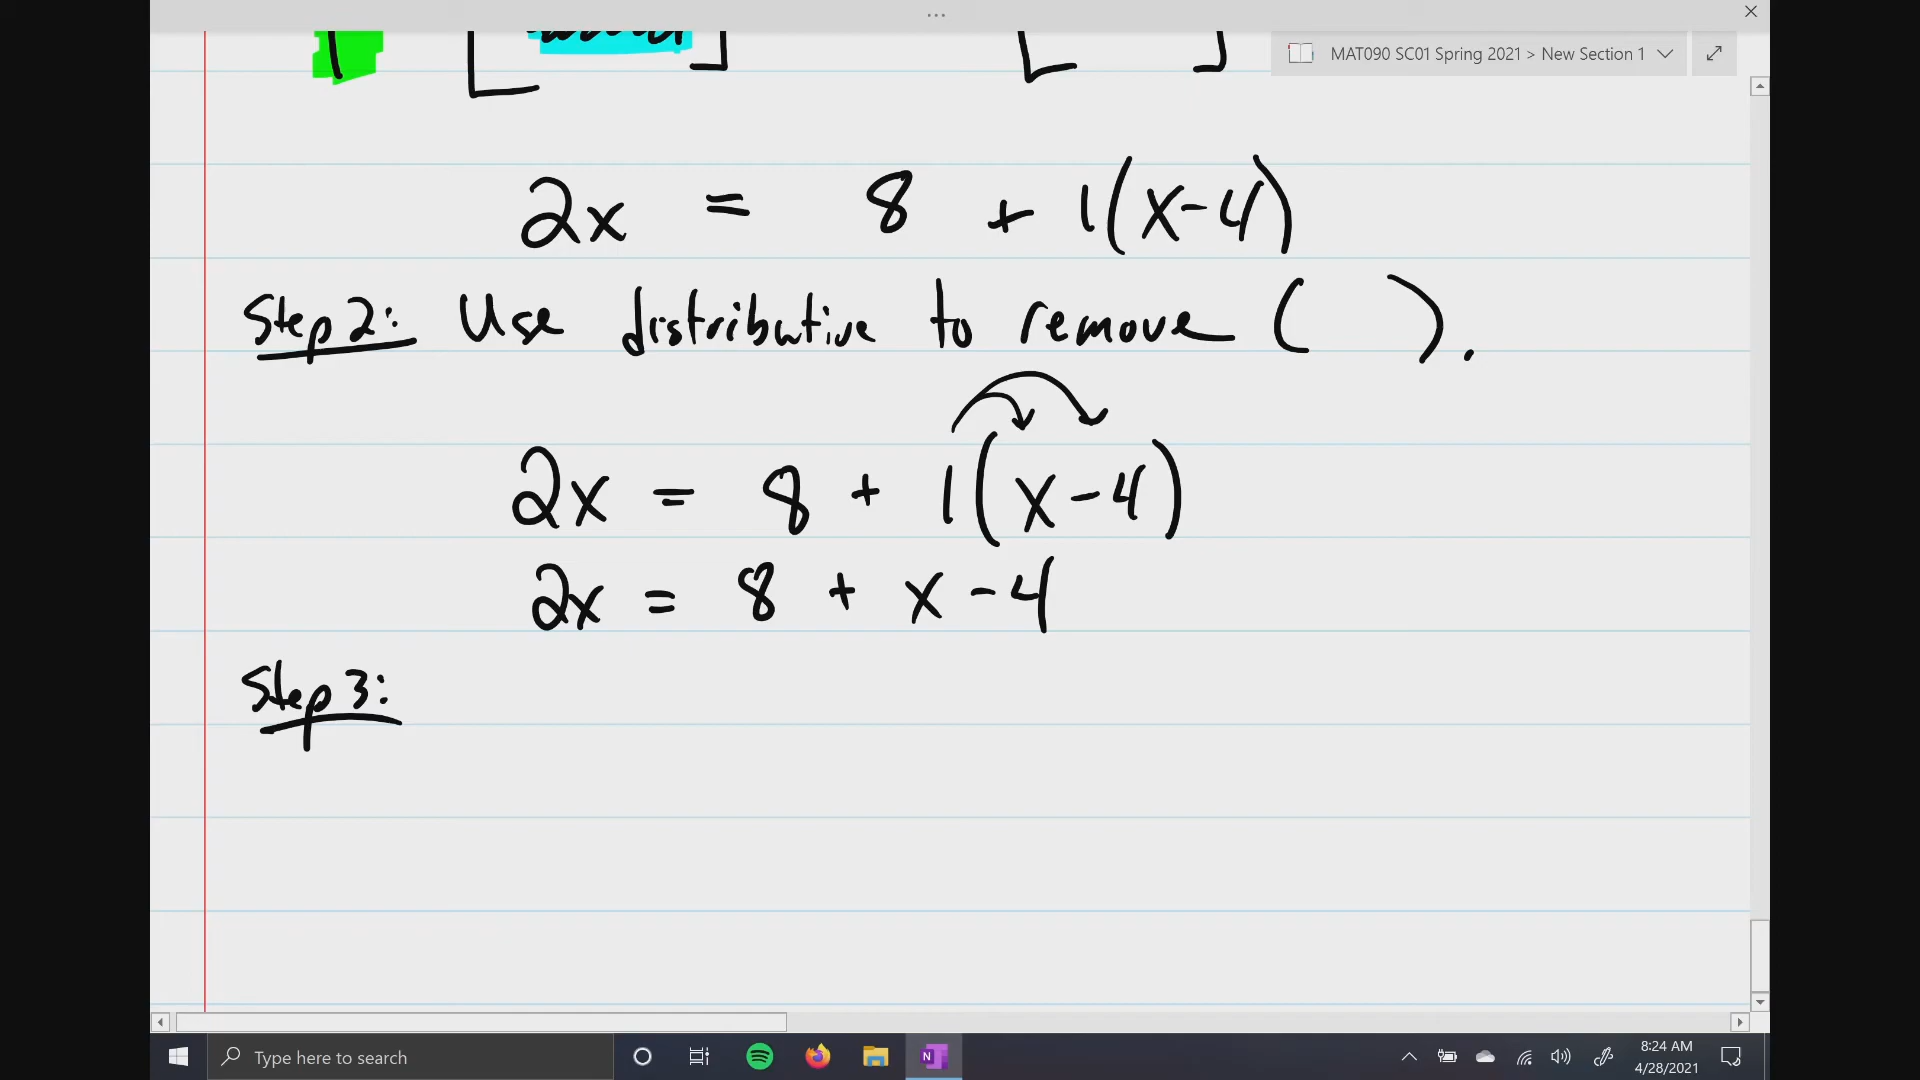 MAT090 SC01 Spring 2021 > New Section 1
2x = 8 + 1(x-4)
Step 2: Use distributive to remove ( ).
2x = 8 + 1(x-4)
2x = 8 + x - 4
Step 3:
Type here to search
8:24 AM
4/28/2021